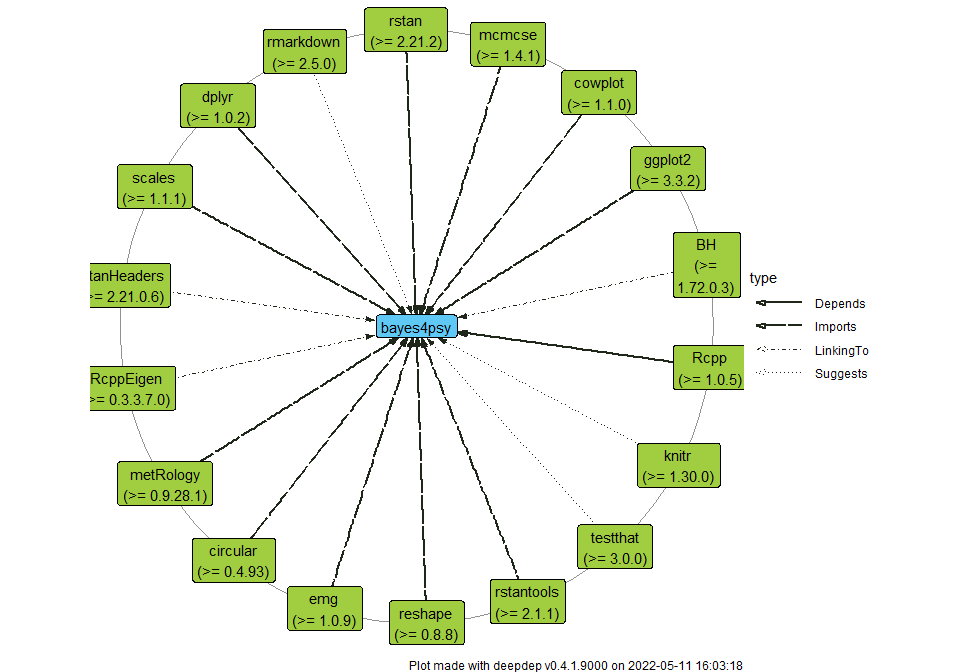 rstan
(>= 2.21.2)
mcmcse
(>= 1.4.1)
rmarkdown
(>= 2.5.0)
cowplot
(>= 1.1.0)
dplyr
(>= 1.0.2)
ggplot2
(>= 3.3.2)
scales
(>= 1.1.1)
BH
(>=
1.72.0.3)
tanHeaders
>= 2.21.0.6)
type
Depends
Imports
LinkingTo
Suggests
bayes4psy
Rcpp
(>= 1.0.5)
RcppEigen
>= 0.3.3.7.0)
knitr
(>= 1.30.0)
metRology
(>= 0.9.28.1)
testthat
(>= 3.0.0)
circular
(>= 0.4.93)
rstantools
(>= 2.1.1)
emg
(>= 1.0.9)
reshape
(>= 0.8.8)
Plot made with deepdep v0.4.1.9000 on 2022-05-11 16:03:18